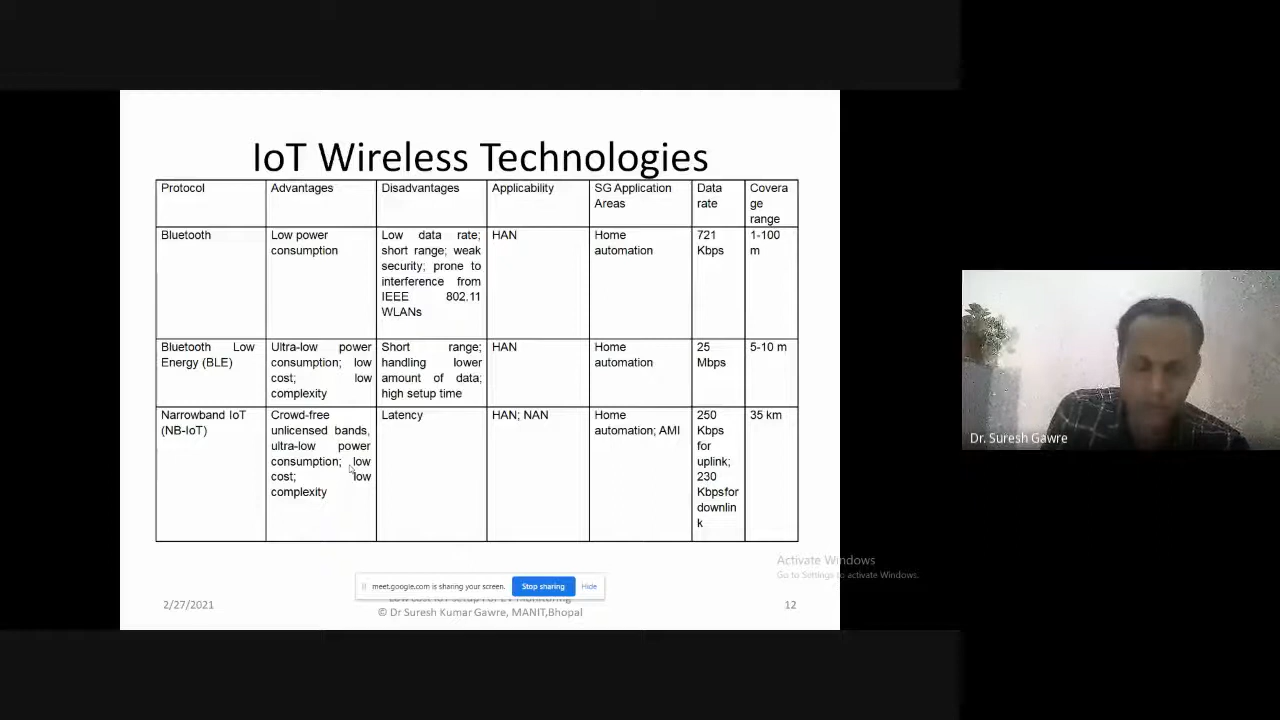 IoT Wireless Technologies
Protocol
Advantages
Disadvantages
Applicability
SG Application
Areas
Data
rate
Covera
ge
range
Bluetooth
Low power
consumption
Low data rate;
short range; weak
security; prone to
interference from
IEEE 802.11
WLANs
HAN
Home
automation
721
Kbps
1-100
m
Bluetooth Low
Energy (BLE)
Ultra-low power
consumption; low
cost; low
complexity
Short range;
handling lower
amount of data;
high setup time
HAN
Home
automation
25
Mbps
5-10 m
Narrowband IoT
(NB-IoT)
Crowd-free
unlicensed bands,
ultra-low power
consumption; low
cost; low
complexity
Latency
HAN; NAN
Home
automation; AMI
250
Kbps
for
uplink;
230
Kbpsfor
downlin
k
35 km
meet.google.com is sharing your screen.
Stop sharing
Hide
2/27/2021
© Dr Suresh Kumar Gawre, MANIT,Bhopal
12
Activate Windows
Go to Settings to activate Windows.
Dr. Suresh Gawre